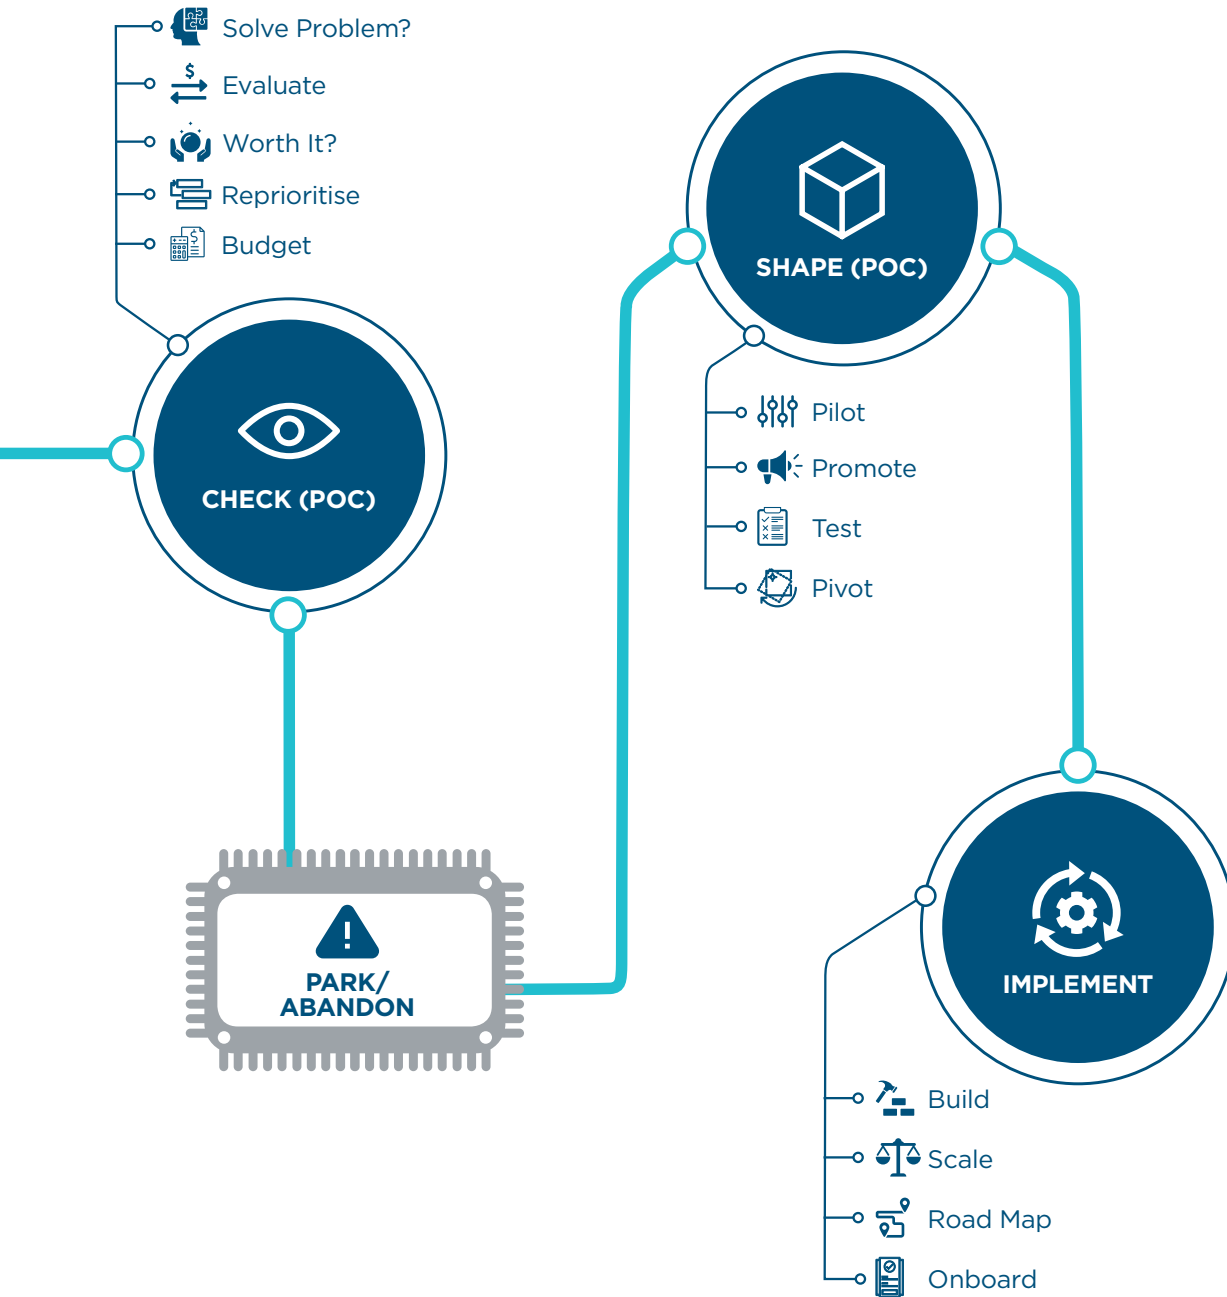 Solve Problem?
Evaluate
Worth It?
Reprioritise
Budget
CHECK (POC)
PARK/
ABANDON
SHAPE (POC)
Pilot
Promote
Test
Pivot
IMPLEMENT
Build
Scale
Road Map
Onboard